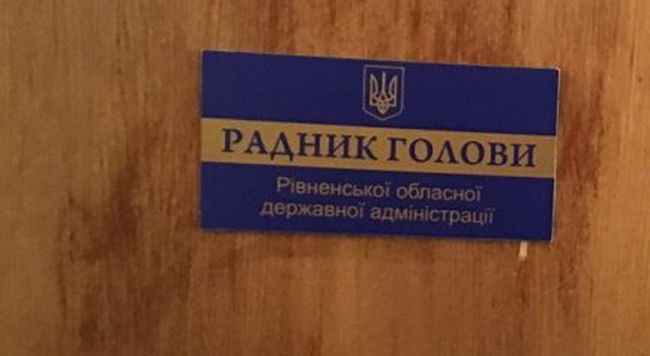 РАДНИК ГОЛОВИ
Рівненської обласної
державної адміністрації